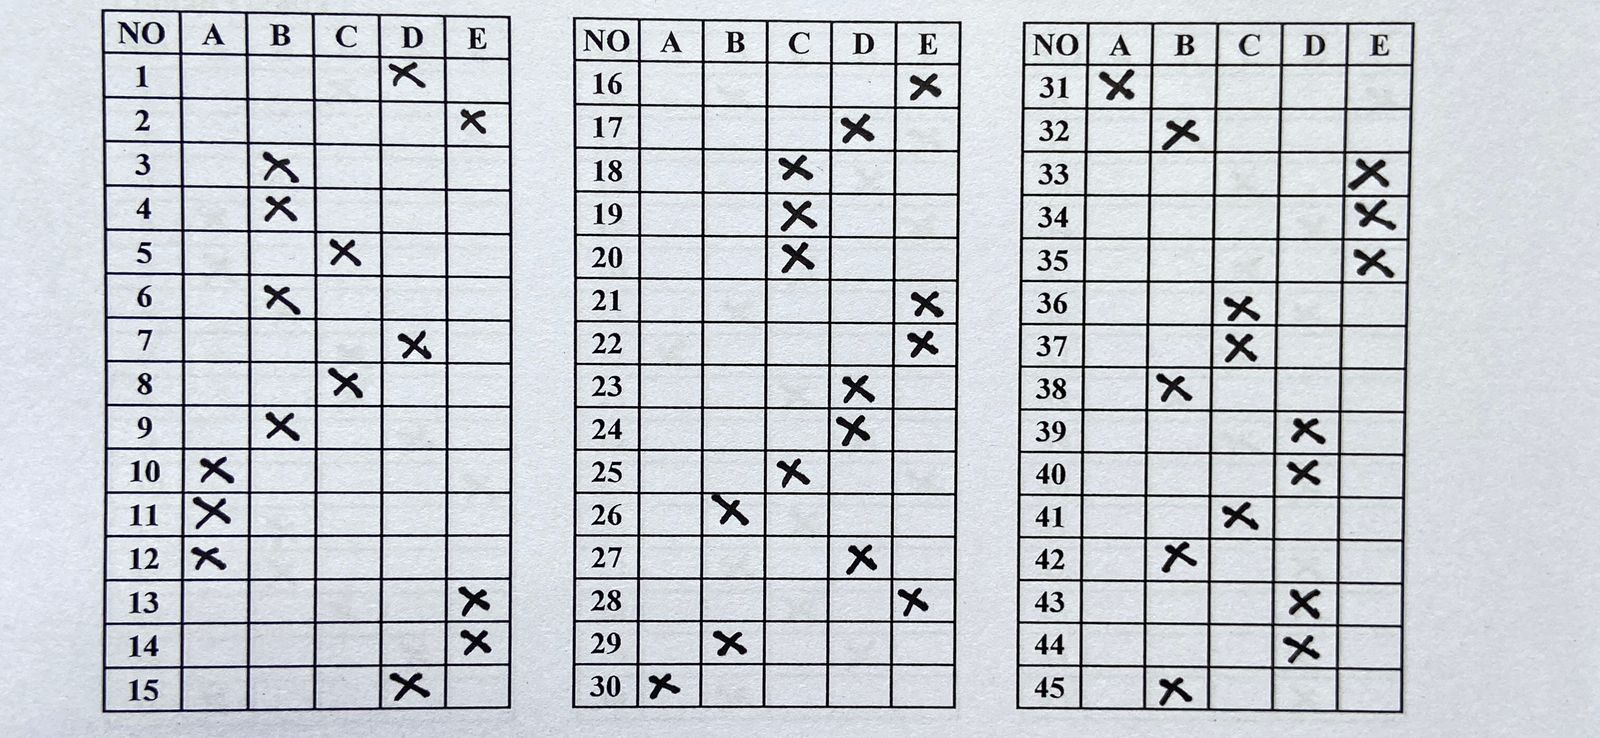 NO A B C D E
1 X
2 X
3 X
4 X
5 X
6 X
7 X
8 X
9 X
10 X
11 X
12 X
13 X
14 X
15 X
NO A B C D E
16 X
17 X
18 X
19 X
20 X
21 X
22 X
23 X
24 X
25 X
26 X
27 X
28 X
29 X
30 X
NO A B C D E
31 X
32 X
33 X
34 X
35 X
36 X
37 X
38 X
39 X
40 X
41 X
42 X
43 X
44 X
45 X